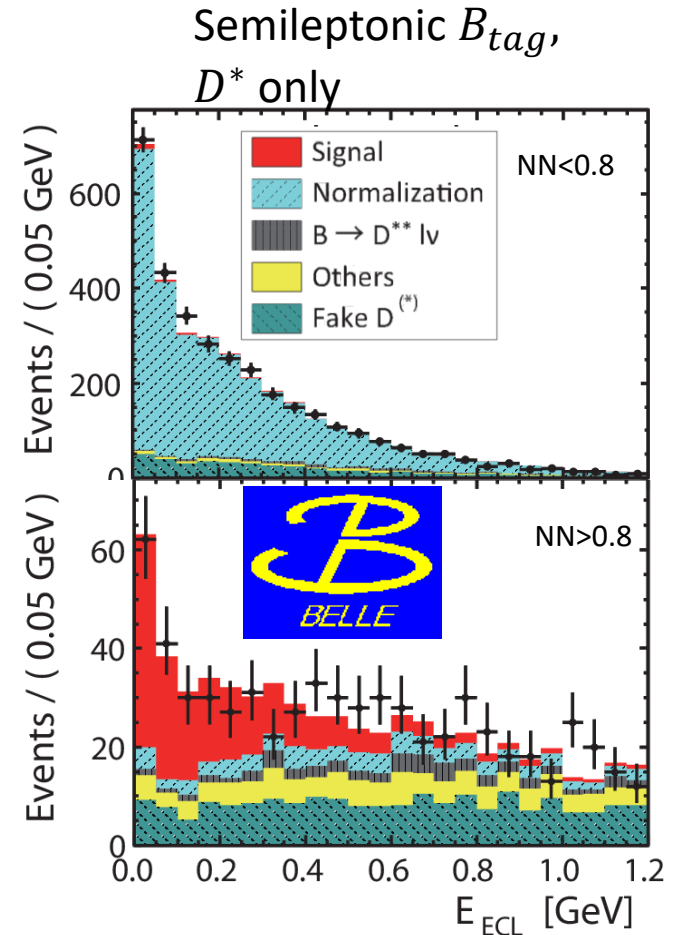 Semileptonic B_tag,
D* only
Events / ( 0.05 GeV )
600
400
200
0
Signal
Normalization
B → D** lν
Others
Fake D(*)
NN<0.8
Events / ( 0.05 GeV )
60
40
20
0
BELLE
NN>0.8
0.0 0.2 0.4 0.6 0.8 1.0 1.2
E_ECL [GeV]